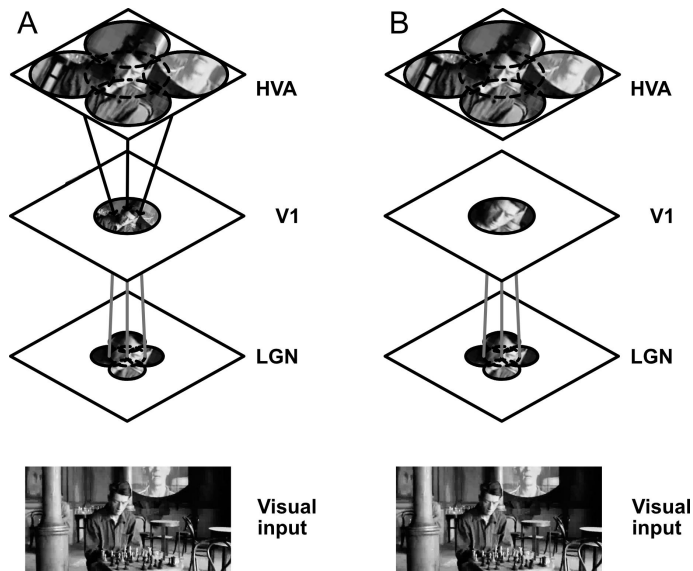 A
B
HVA
HVA
V1
V1
LGN
LGN
Visual
input
Visual
input